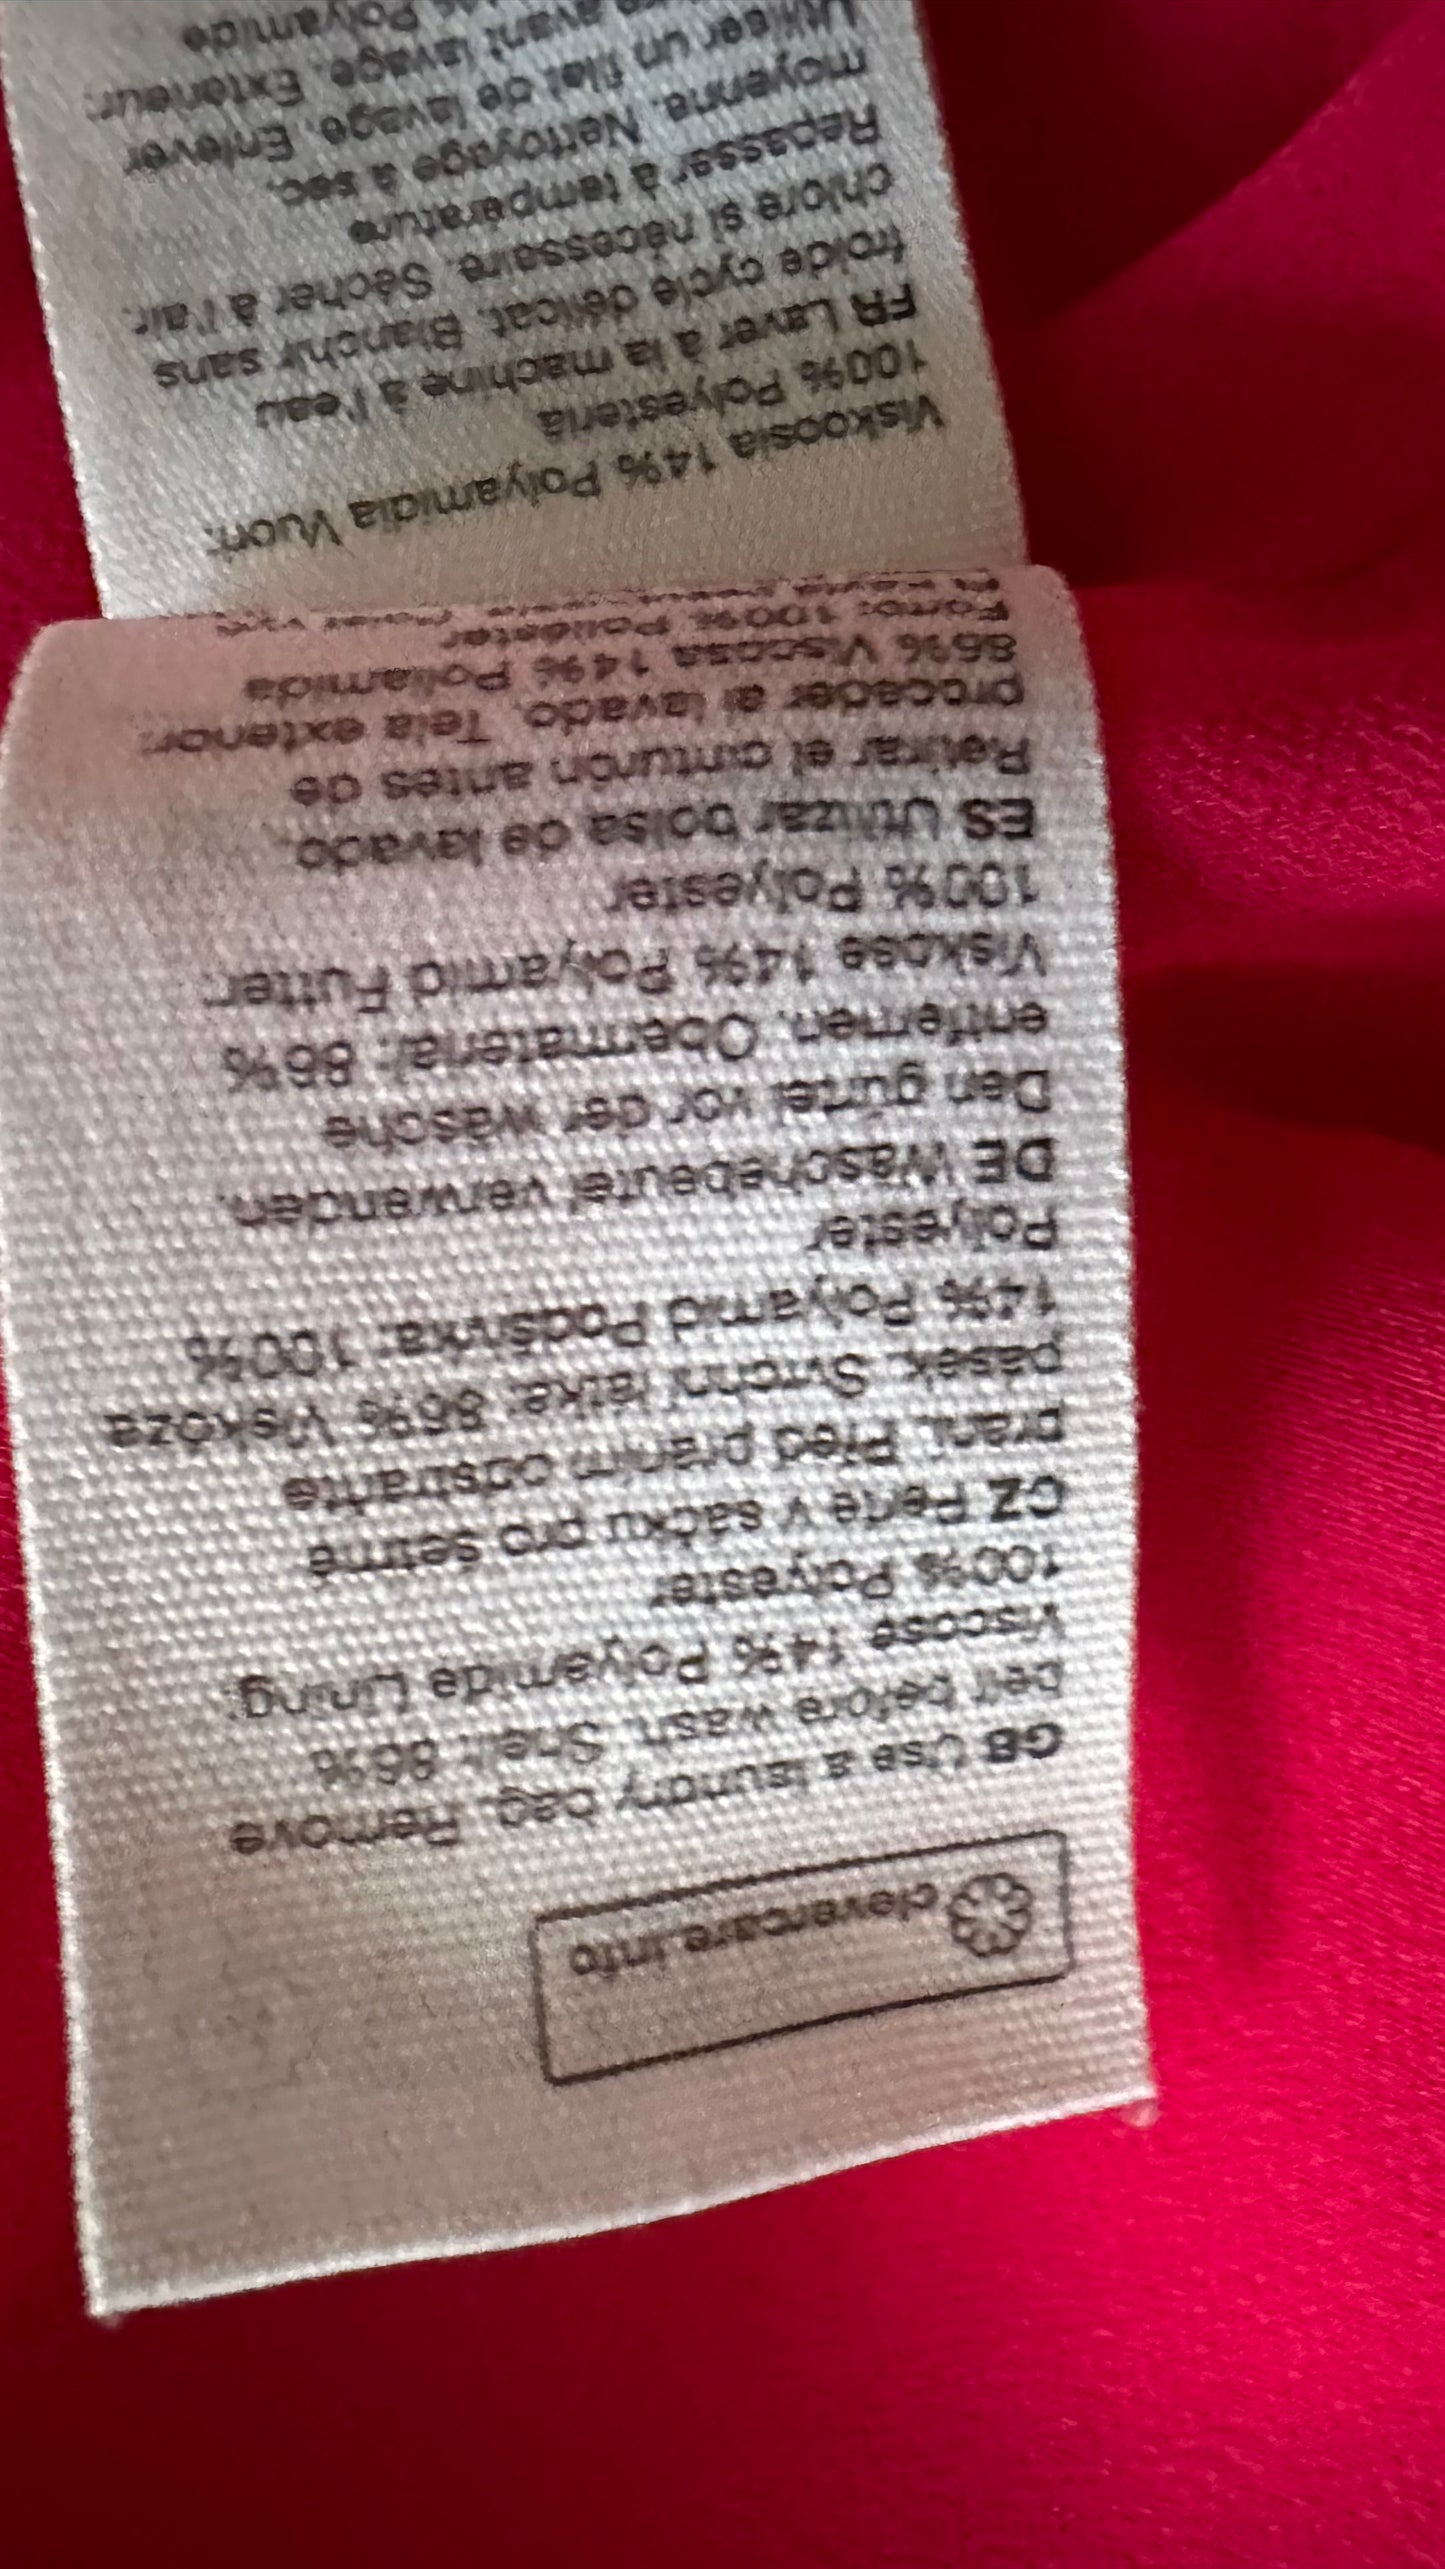 clevercare.info
GB Use a laundry bag. Remove
belt before wash. Shell: 86%
Viscose 14% Polyamide Lining:
100% Polyester
CZ Perte v sáčku pro šetrné
praní. Před praním odstraňte
pásek. Svrchní látka: 86% Viskóza
14% Polyamid Podšívka: 100%
Polyester
DE Wäschebeutel verwenden.
Den gürtel vor der wäsche
entfernen. Obermaterial: 86%
Viskose 14% Polyamid Futter:
100% Polyester
ES Utilizar bolsa de lavado.
Retirar el cinturón antes de
proceder al lavado. Tela exterior:
86% Viscosa 14% Poliamida
Forro: 100% Poliéster
Viskoosia 14% Polyamidia Vuori:
100% Polyesteriä
FR Laver à la machine à l'eau
froide cycle délicat. Blanchir sans
chlore si nécessaire. Sécher à l'air.
Repasser à température
moyenne. Nettoyage à sec.
Utiliser un filet de lavage. Enlever
avant lavage. Extérieur:
Polyamide